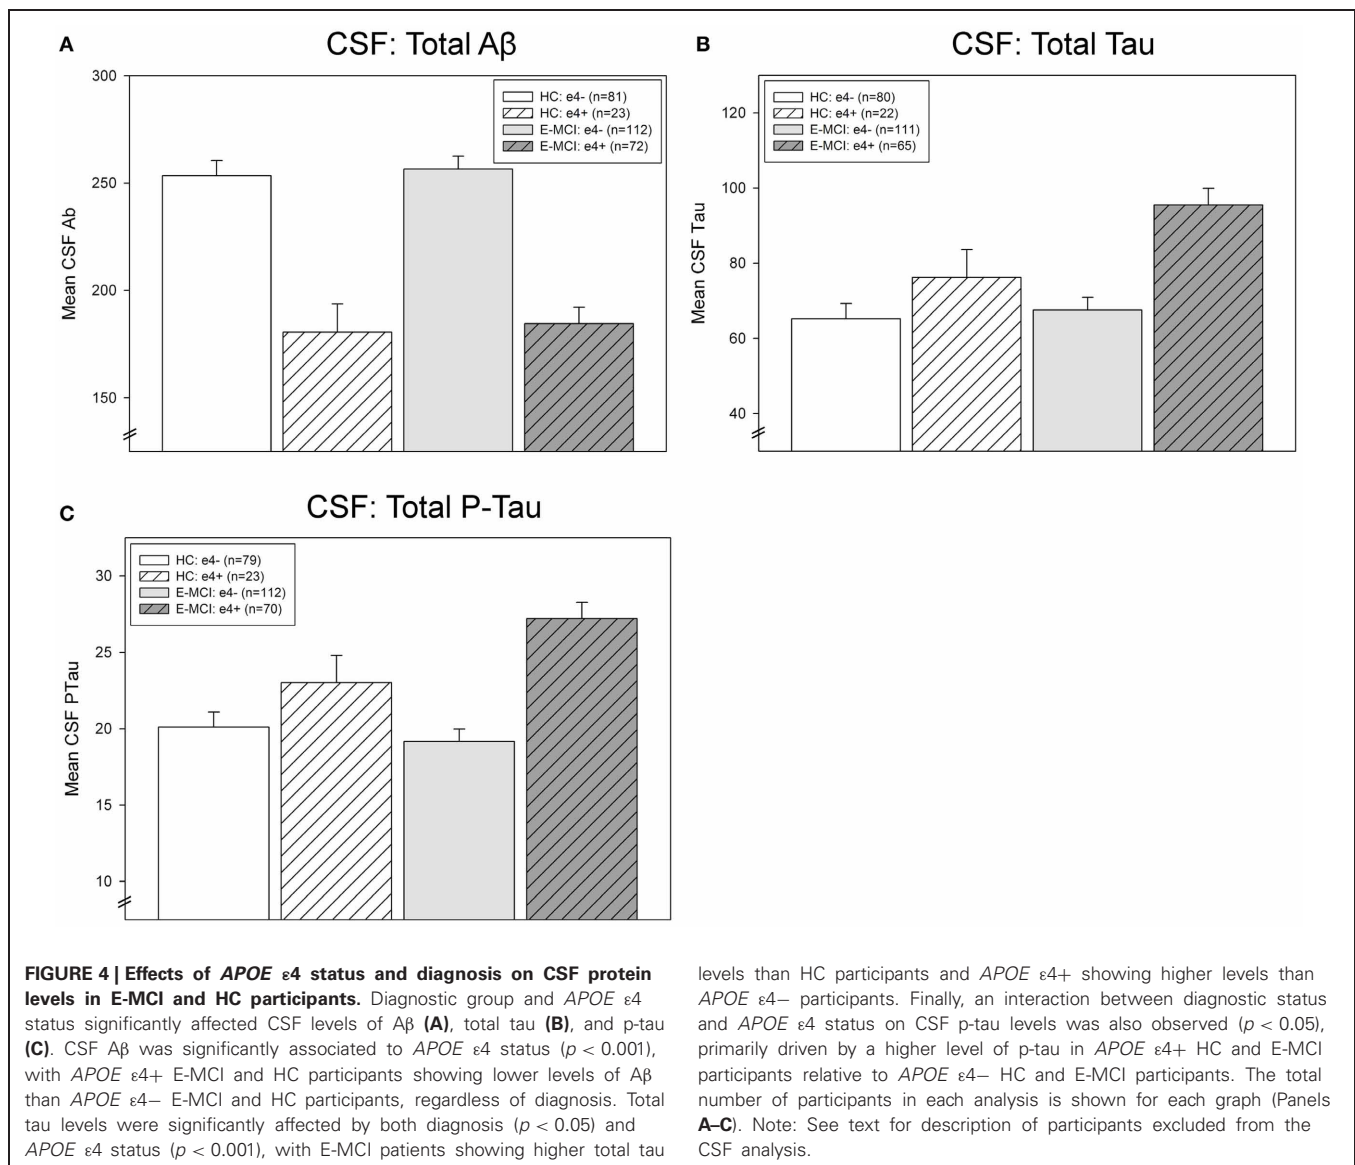 A
CSF: Total Aβ
300
250
200
150
Mean CSF Ab
HC: e4- (n=81)
HC: e4+ (n=23)
E-MCI: e4- (n=112)
E-MCI: e4+ (n=72)
B
CSF: Total Tau
120
100
80
60
40
Mean CSF Tau
HC: e4- (n=80)
HC: e4+ (n=22)
E-MCI: e4- (n=111)
E-MCI: e4+ (n=65)
C
CSF: Total P-Tau
30
25
20
15
10
Mean CSF PTau
HC: e4- (n=79)
HC: e4+ (n=23)
E-MCI: e4- (n=112)
E-MCI: e4+ (n=70)
FIGURE 4 | Effects of APOE ε4 status and diagnosis on CSF protein
levels in E-MCI and HC participants. Diagnostic group and APOE ε4
status significantly affected CSF levels of Aβ (A), total tau (B), and p-tau
(C). CSF Aβ was significantly associated to APOE ε4 status (p < 0.001),
with APOE ε4+ E-MCI and HC participants showing lower levels of Aβ
than APOE ε4− E-MCI and HC participants, regardless of diagnosis. Total
tau levels were significantly affected by both diagnosis (p < 0.05) and
APOE ε4 status (p < 0.001), with E-MCI patients showing higher total tau
levels than HC participants and APOE ε4+ showing higher levels than
APOE ε4− participants. Finally, an interaction between diagnostic status
and APOE ε4 status on CSF p-tau levels was also observed (p < 0.05),
primarily driven by a higher level of p-tau in APOE ε4+ HC and E-MCI
participants relative to APOE ε4− HC and E-MCI participants. The total
number of participants in each analysis is shown for each graph (Panels
A–C). Note: See text for description of participants excluded from the
CSF analysis.